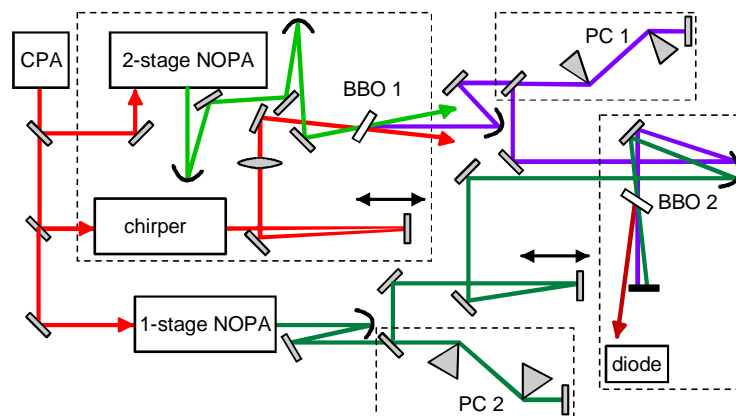 CPA
2-stage NOPA
BBO 1
PC 1
chirper
BBO 2
1-stage NOPA
PC 2
diode